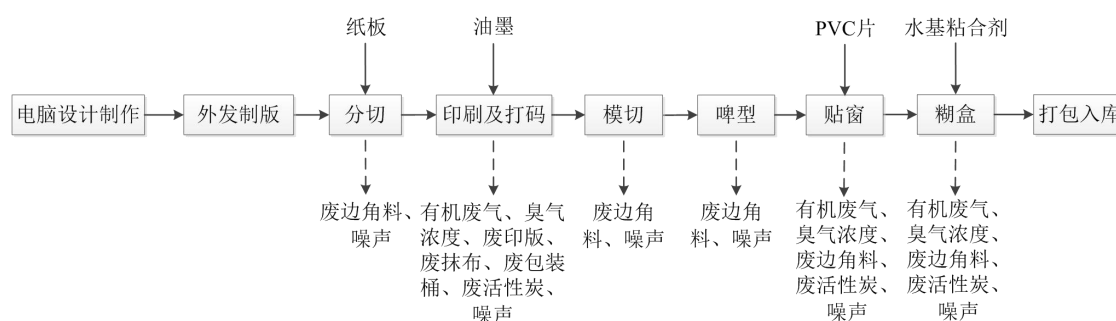 纸板
油墨
PVC片
水基粘合剂
电脑设计制作
外发制版
分切
印刷及打码
模切
啤型
贴窗
糊盒
打包入库
废边角料、
噪声
有机废气、臭气
浓度、废印版、
废抹布、废包装
桶、废活性炭、
噪声
废边角
料、噪声
废边角
料、噪声
有机废气、
臭气浓度、
废边角料、
废活性炭、
噪声
有机废气、
臭气浓度、
废边角料、
废活性炭、
噪声